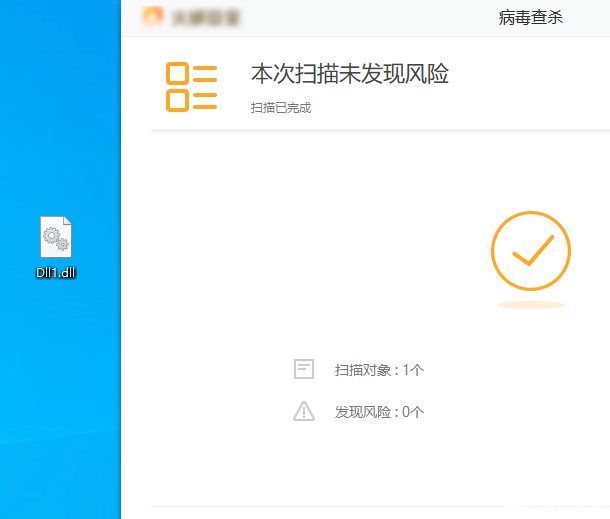 病毒查杀
本次扫描未发现风险
扫描已完成
Dll1.dll
扫描对象 : 1个
发现风险 : 0个